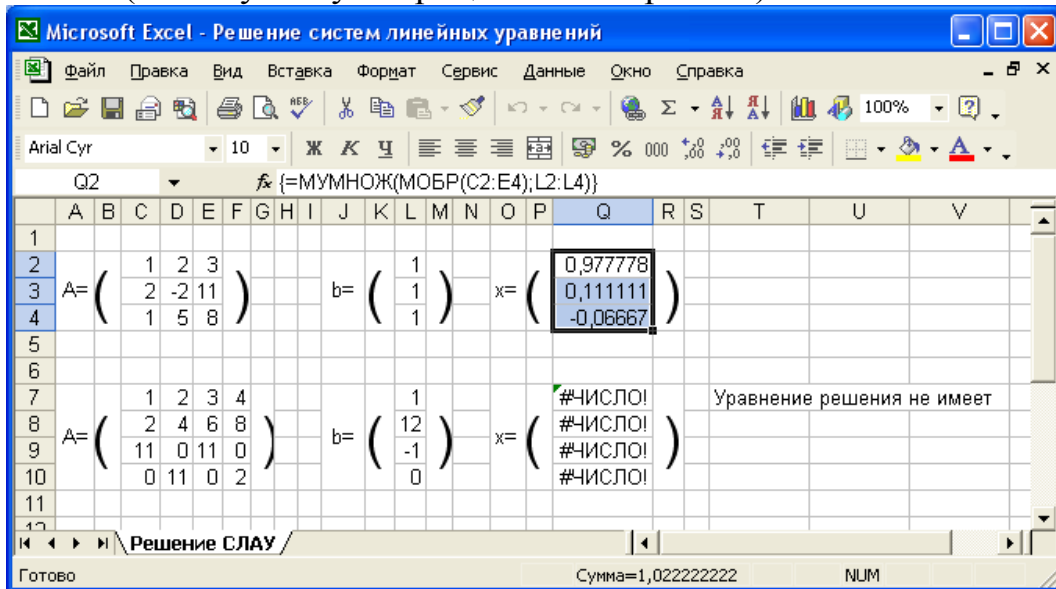 Microsoft Excel - Решение систем линейных уравнений
Файл Правка Вид Вставка Формат Сервис Данные Окно Справка
100%
Arial Cyr 10 Ж К Ч % 000
Q2 fx {=МУМНОЖ(МОБР(C2:E4);L2:L4)}
A B C D E F G H I J K L M N O P Q R S T U V
1
2 1 2 3 1 0,977778
3 A=( 2 -2 11 ) b= ( 1 ) x= ( 0,111111 )
4 1 5 8 1 -0,06667
5
6
7 1 2 3 4 1 #ЧИСЛО! Уравнение решения не имеет
8 2 4 6 8 12 #ЧИСЛО!
A=( ) b= ( ) x= ( )
9 11 0 11 0 -1 #ЧИСЛО!
10 0 11 0 2 0 #ЧИСЛО!
11
Решение СЛАУ
Готово Сумма=1,022222222 NUM